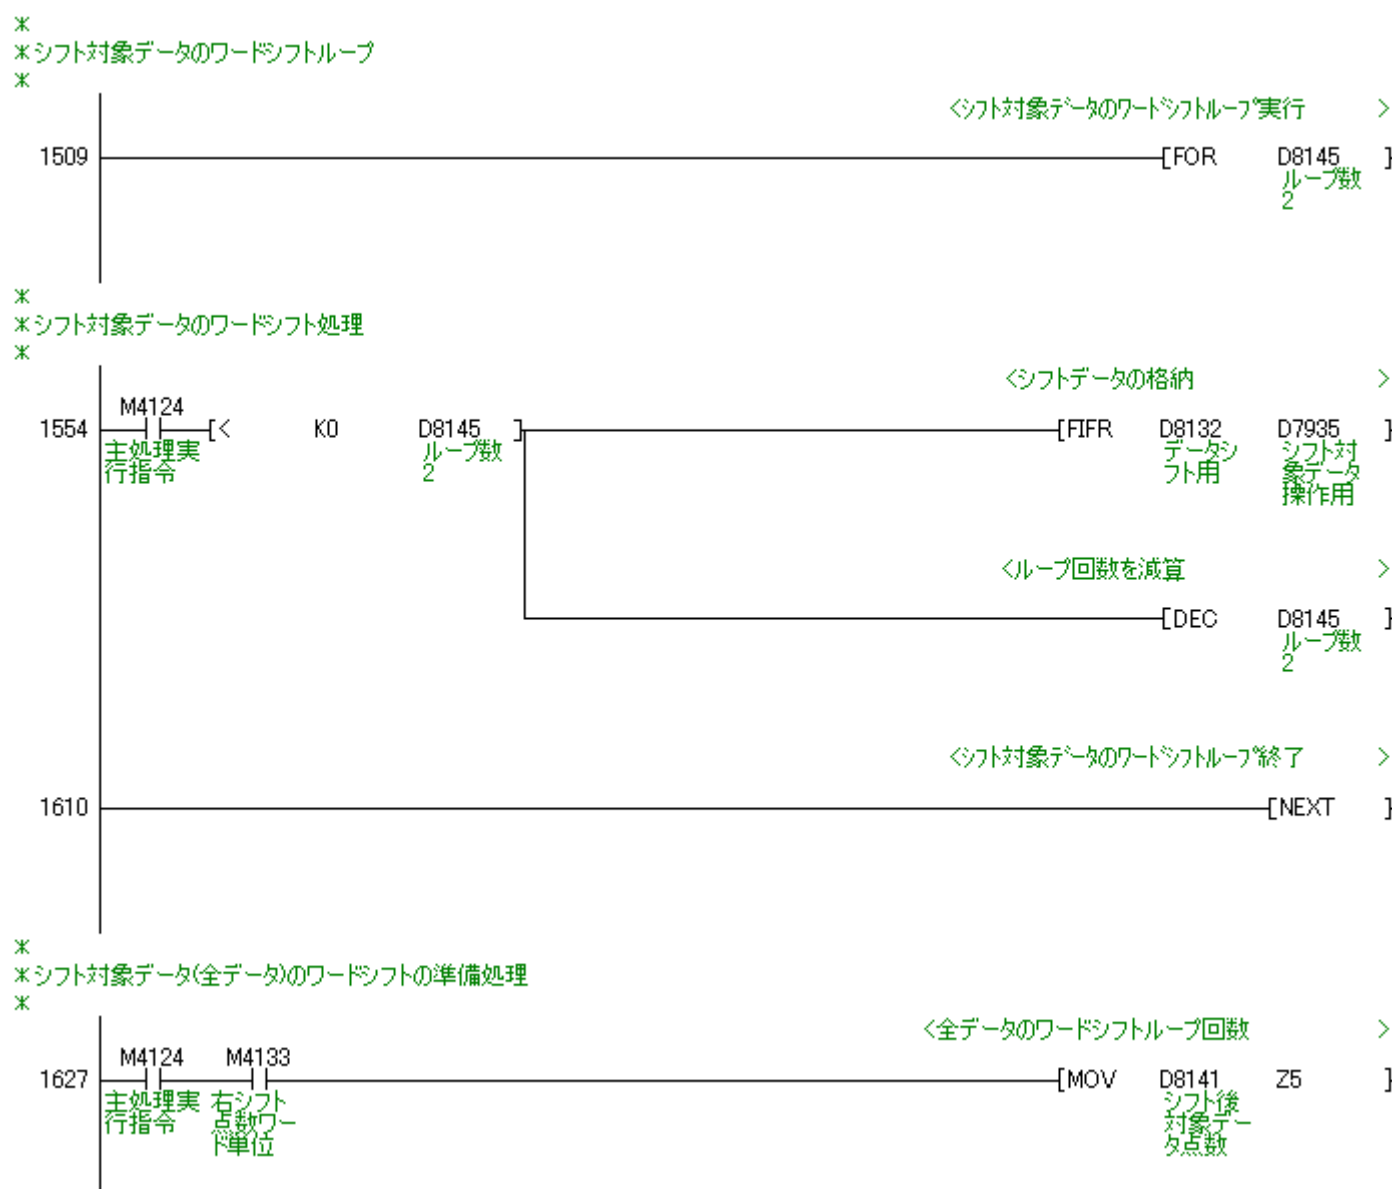 *
*シフト対象データのワードシフトループ
*
<シフト対象データのワードシフトループ実行 >
1509 [FOR D8145 ]
ループ数
2
*
*シフト対象データのワードシフト処理
*
<シフトデータの格納 >
M4124
1554 [< K0 D8145 ] [FIFR D8132 D7935 ]
主処理実 ループ数 データシ シフト対
行指令 2 フト用 象データ
操作用
<ループ回数を減算 >
[DEC D8145 ]
ループ数
2
<シフト対象データのワードシフトループ終了 >
1610 [NEXT ]
*
*シフト対象データ(全データ)のワードシフトの準備処理
*
<全データのワードシフトループ回数 >
M4124 M4133
1627 [MOV D8141 Z5 ]
主処理実 右シフト シフト後
行指令 点数ワー 対象デー
ド単位 タ点数